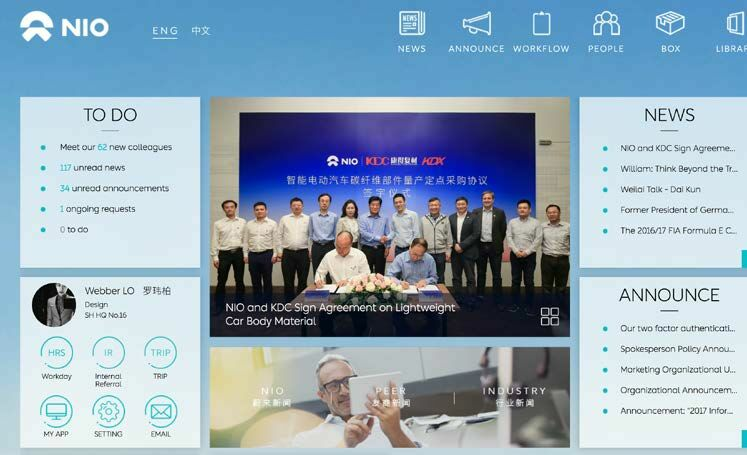 NIO
ENG 中文
NEWS ANNOUNCE WORKFLOW PEOPLE BOX LIBRAR
TO DO
Meet our 62 new colleagues
117 unread news
34 unread announcements
1 ongoing requests
0 to do
Webber LO 罗玮柏
Design
SH HQ No.16
HRS IR TRIP
Workday Internal Referral TRIP
MY APP SETTING EMAIL
NIO KDC 康得复材 HZK
智能电动汽车碳纤维部件量产定点采购协议
签字仪式
NIO and KDC Sign Agreement on Lightweight
Car Body Material
NIO PEER INDUSTRY
蔚来新闻 友商新闻 行业新闻
NEWS
NIO and KDC Sign Agreeme...
William: Think Beyond the Tr...
Weilai Talk - Dai Kun
Former President of Germa...
The 2016/17 FIA Formula E C...
ANNOUNCE
Our two factor authenticati...
Spokesperson Policy Annou...
Marketing Organizational U...
Organizational Announcem...
Announcement: "2017 Infor...